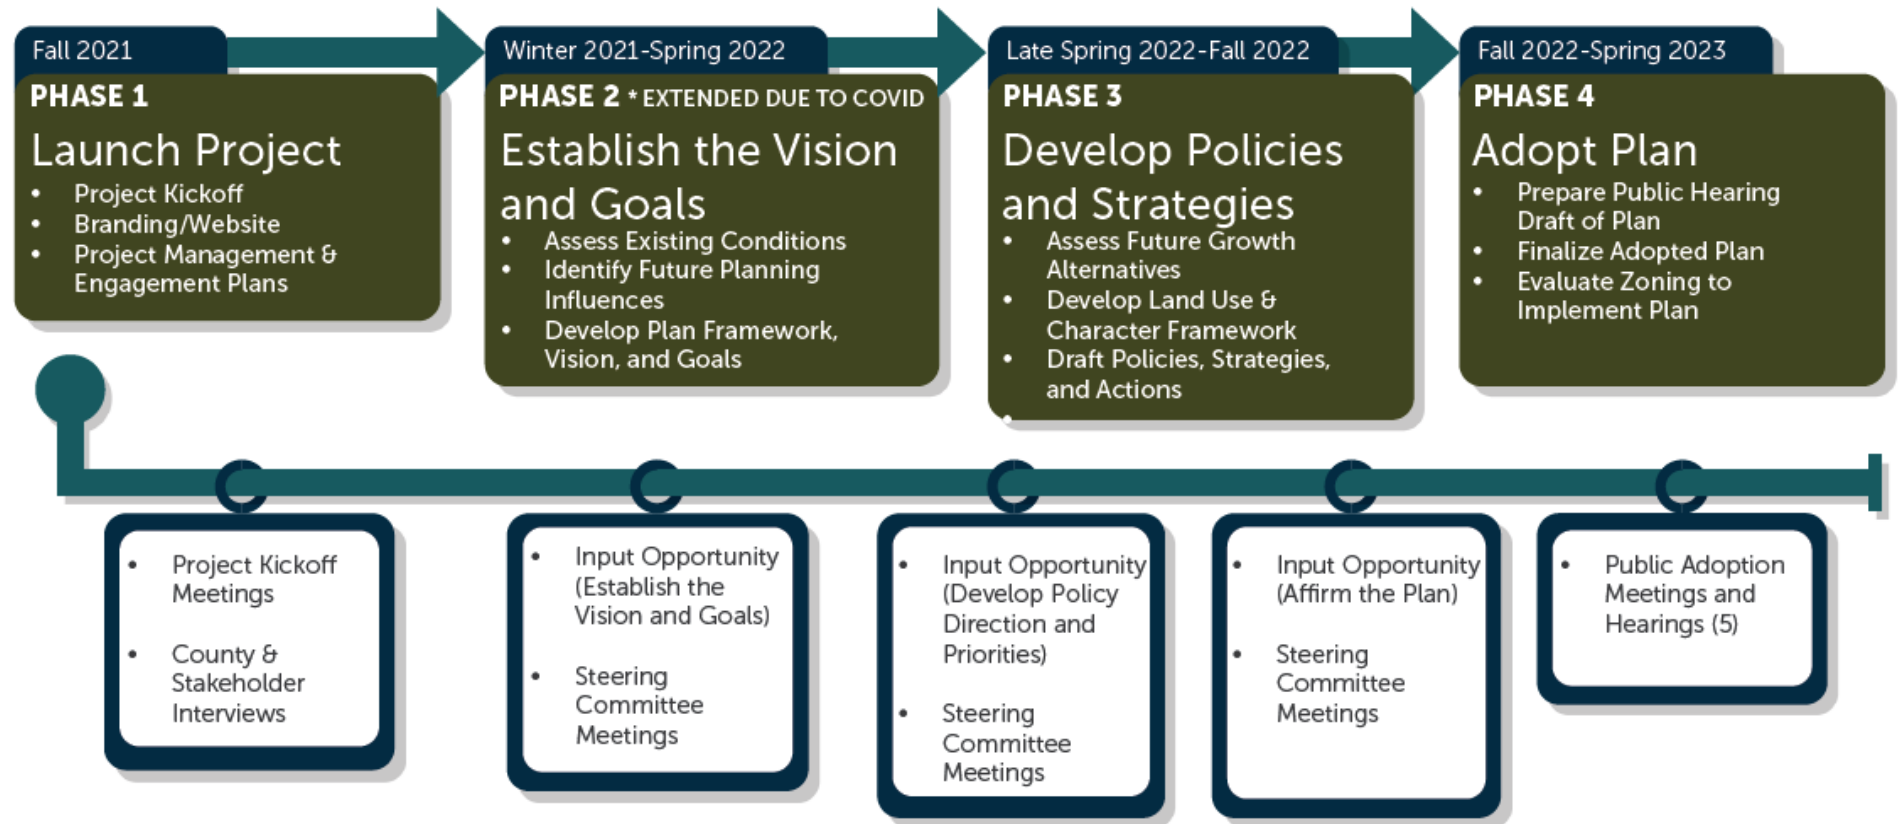 Fall 2021
PHASE 1
Launch Project
• Project Kickoff
• Branding/Website
• Project Management &
Engagement Plans
Winter 2021-Spring 2022
PHASE 2 * EXTENDED DUE TO COVID
Establish the Vision
and Goals
• Assess Existing Conditions
• Identify Future Planning
Influences
• Develop Plan Framework,
Vision, and Goals
Late Spring 2022-Fall 2022
PHASE 3
Develop Policies
and Strategies
• Assess Future Growth
Alternatives
• Develop Land Use &
Character Framework
• Draft Policies, Strategies,
and Actions
•
Fall 2022-Spring 2023
PHASE 4
Adopt Plan
• Prepare Public Hearing
Draft of Plan
• Finalize Adopted Plan
• Evaluate Zoning to
Implement Plan
• Project Kickoff
Meetings
• County &
Stakeholder
Interviews
• Input Opportunity
(Establish the
Vision and Goals)
• Steering
Committee
Meetings
• Input Opportunity
(Develop Policy
Direction and
Priorities)
• Steering
Committee
Meetings
• Input Opportunity
(Affirm the Plan)
• Steering
Committee
Meetings
• Public Adoption
Meetings and
Hearings (5)